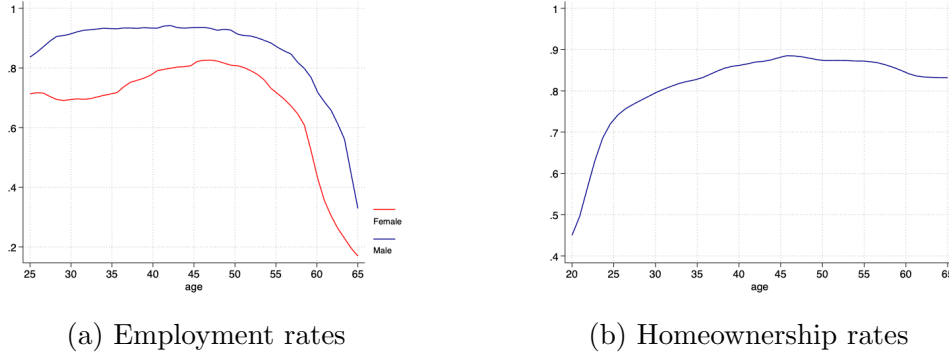 1
.8
.6
.4
.2
25 30 35 40 45 50 55 60 65
age
Female
Male
1
.9
.8
.7
.6
.5
.4
20 25 30 35 40 45 50 55 60 65
age
(a) Employment rates
(b) Homeownership rates